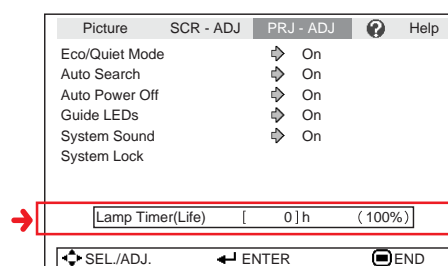 Picture SCR - ADJ PRJ - ADJ ? Help
Eco/Quiet Mode On
Auto Search On
Auto Power Off On
Guide LEDs On
System Sound On
System Lock
Lamp Timer(Life) [ 0 ] h ( 100% )
SEL./ADJ. ENTER END